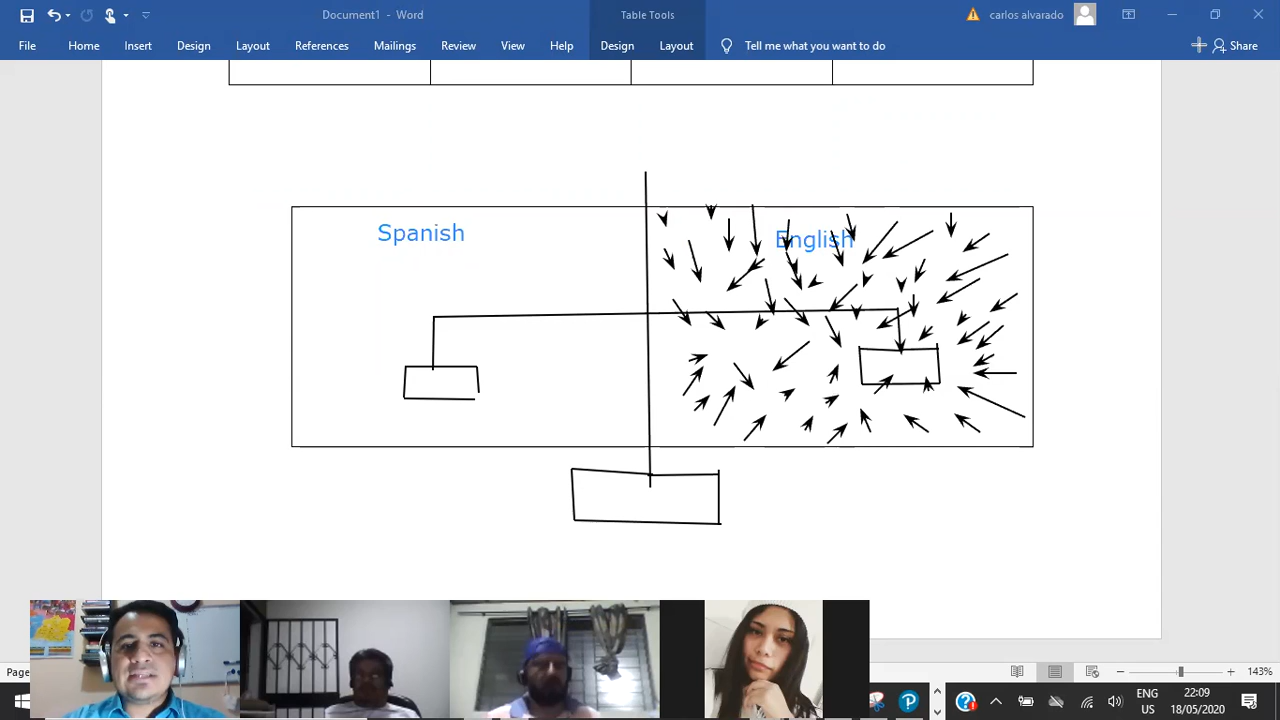 Document1 - Word
Table Tools
carlos alvarado
File Home Insert Design Layout References Mailings Review View Help Design Layout Tell me what you want to do Share
Spanish
English
Page
143%
ENG
US
22:09
18/05/2020